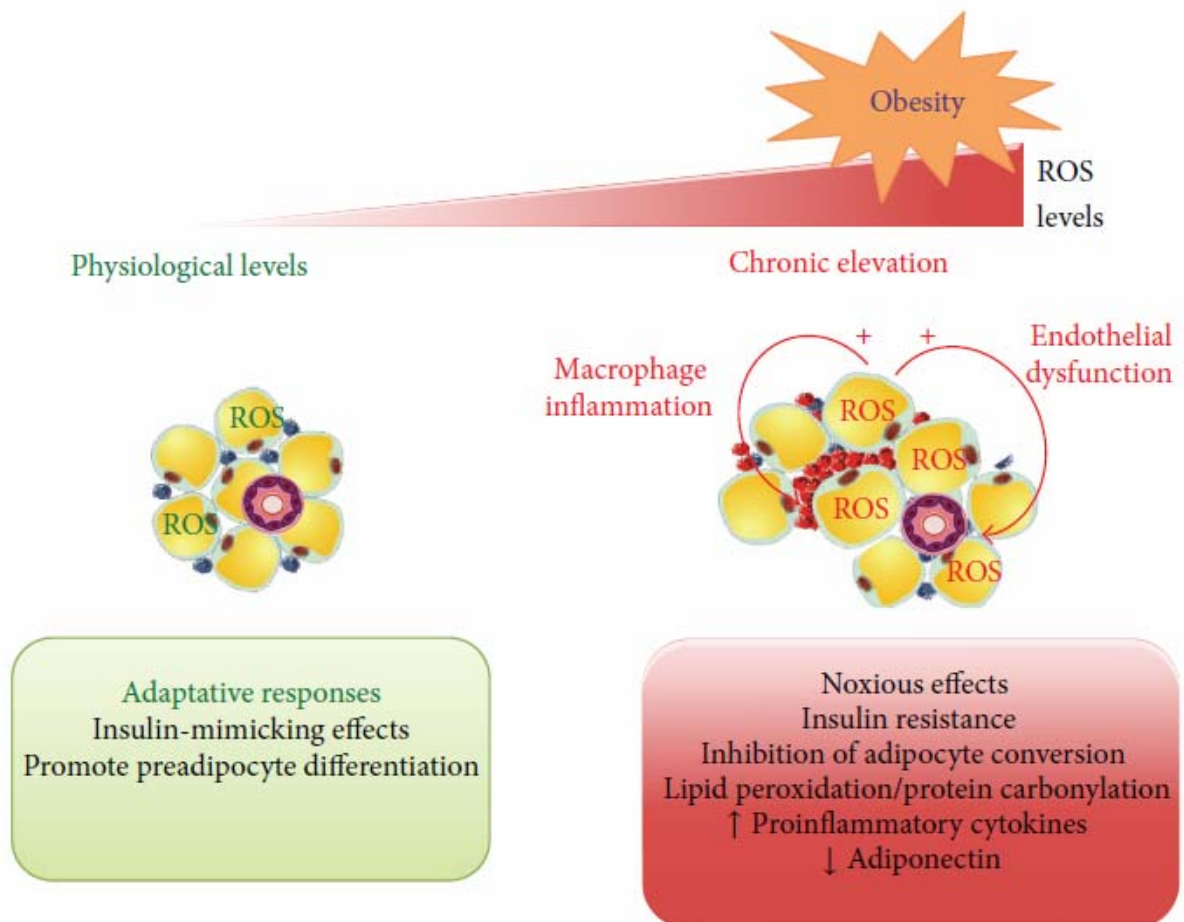 Obesity
ROS
levels
Physiological levels
Chronic elevation
+ +
Macrophage
inflammation
Endothelial
dysfunction
ROS
ROS
ROS
ROS
ROS
ROS
Adaptative responses
Insulin-mimicking effects
Promote preadipocyte differentiation
Noxious effects
Insulin resistance
Inhibition of adipocyte conversion
Lipid peroxidation/protein carbonylation
↑ Proinflammatory cytokines
↓ Adiponectin